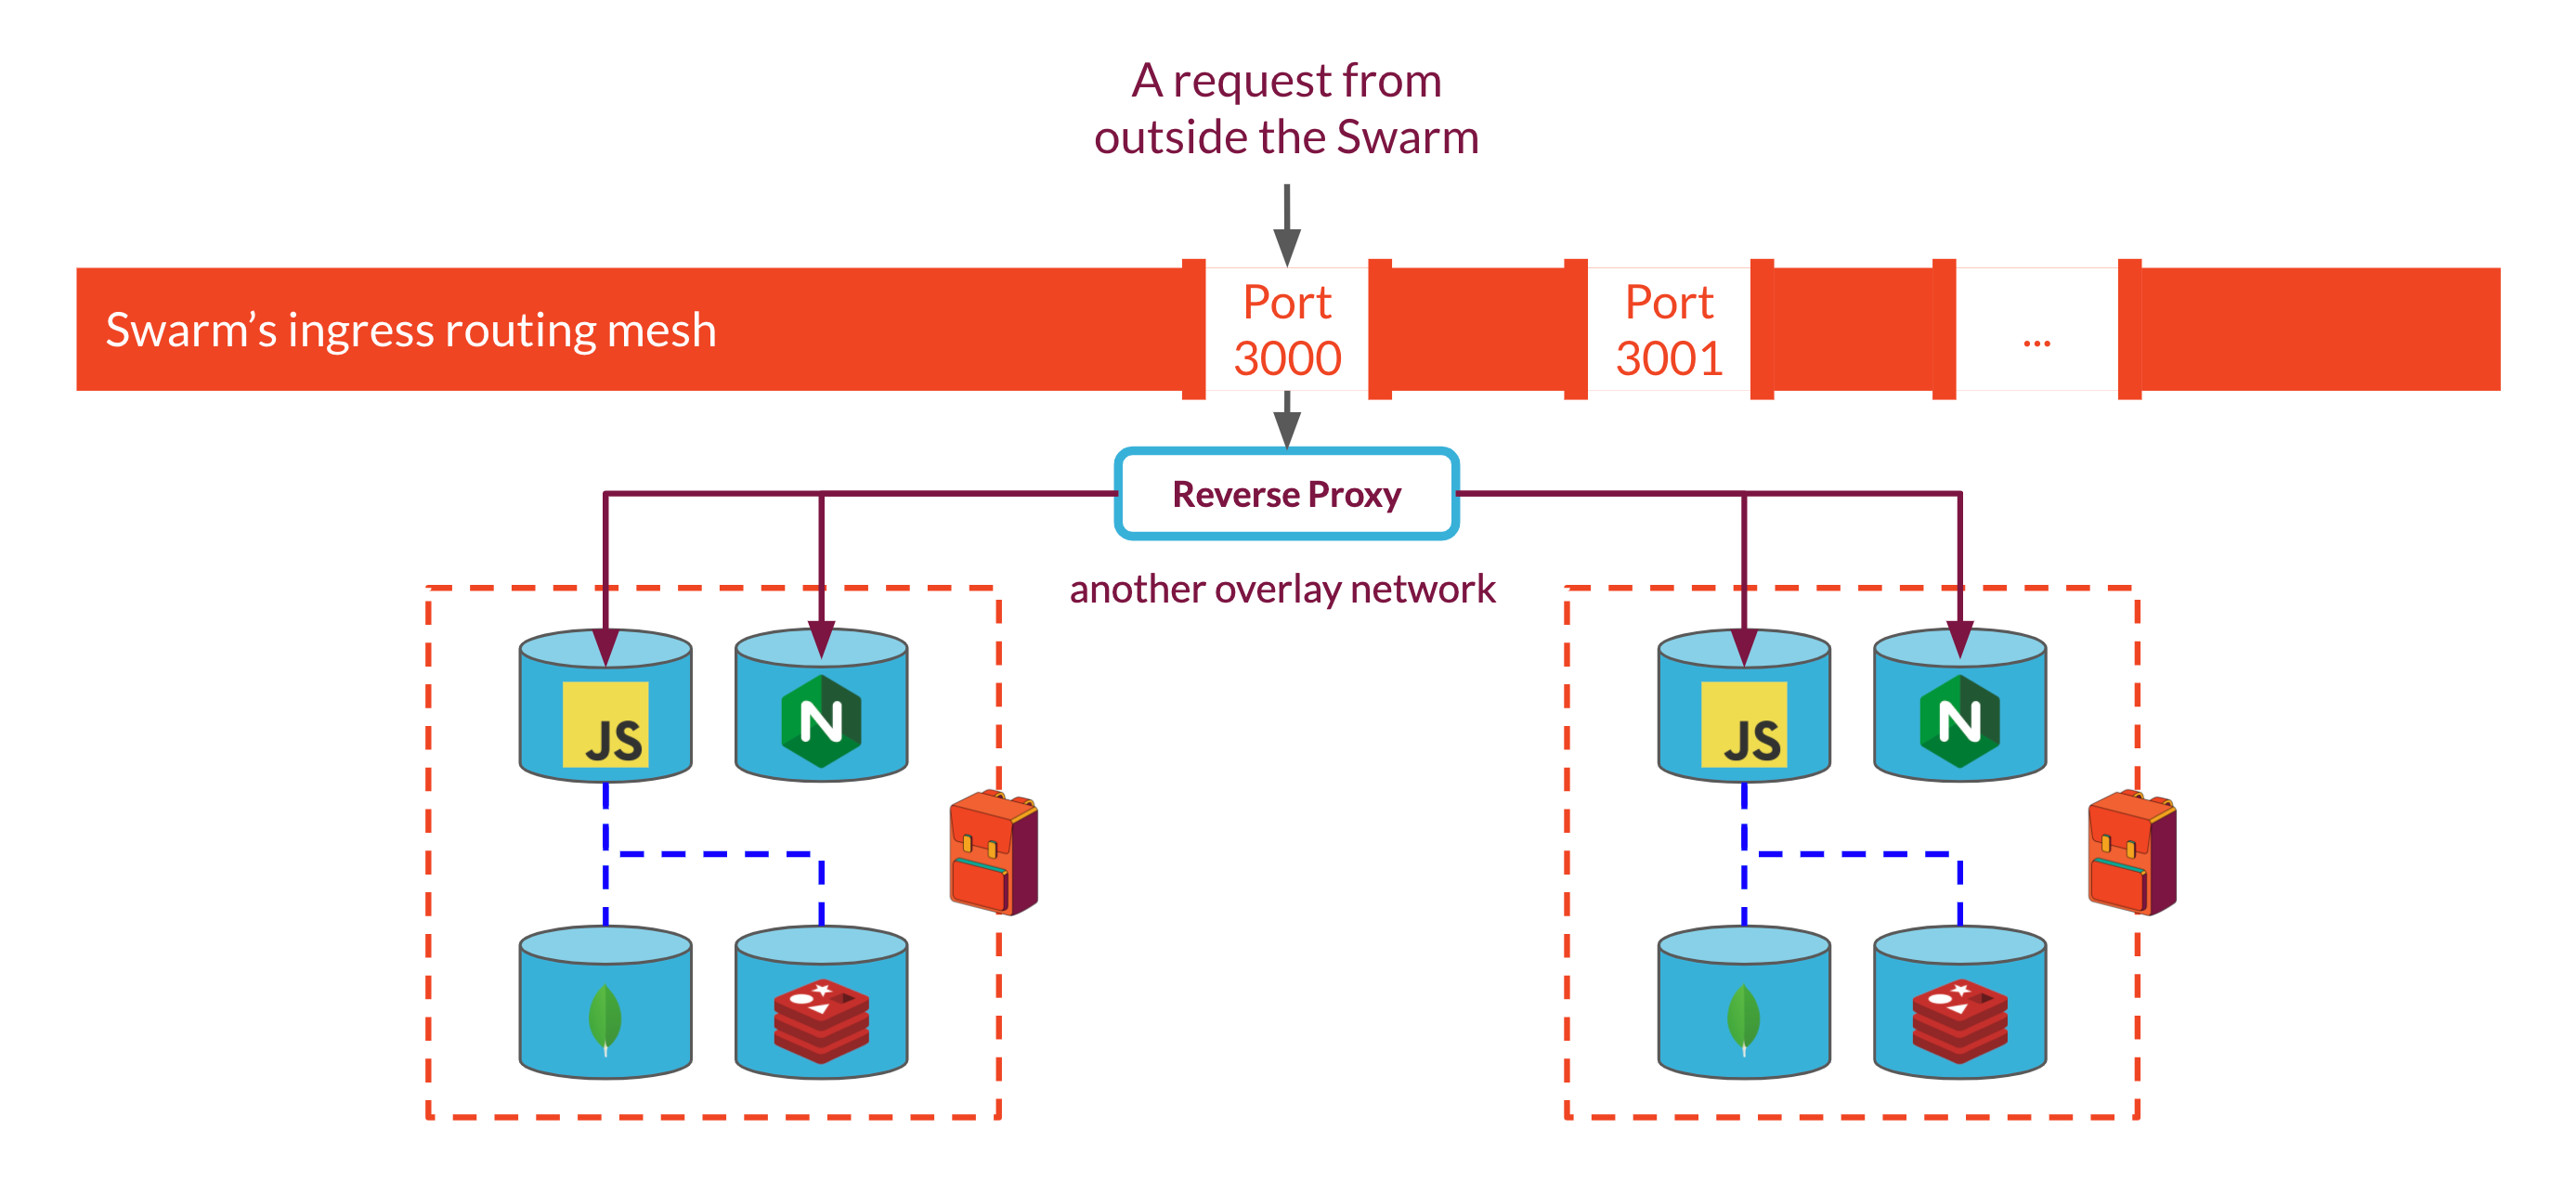 A request from
outside the Swarm
Swarm’s ingress routing mesh
Port
3000
Port
3001
...
Reverse Proxy
another overlay network
JS
N
JS
N